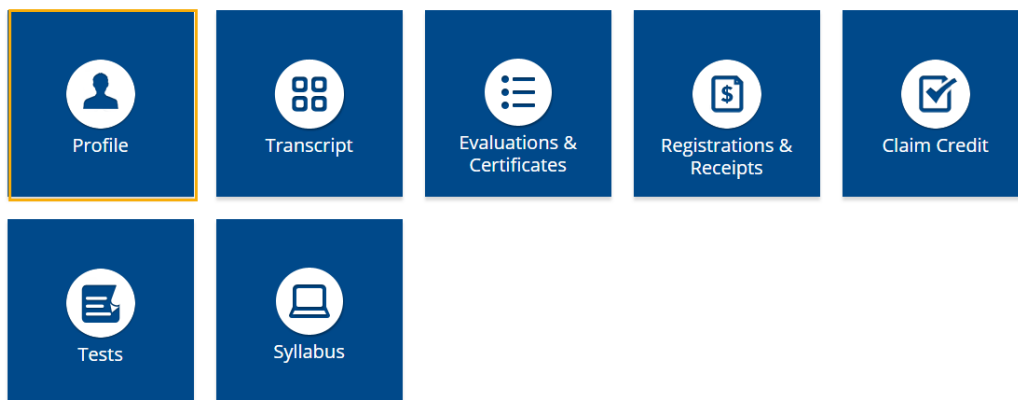 Profile
Transcript
Evaluations &
Certificates
Registrations &
Receipts
Claim Credit
Tests
Syllabus